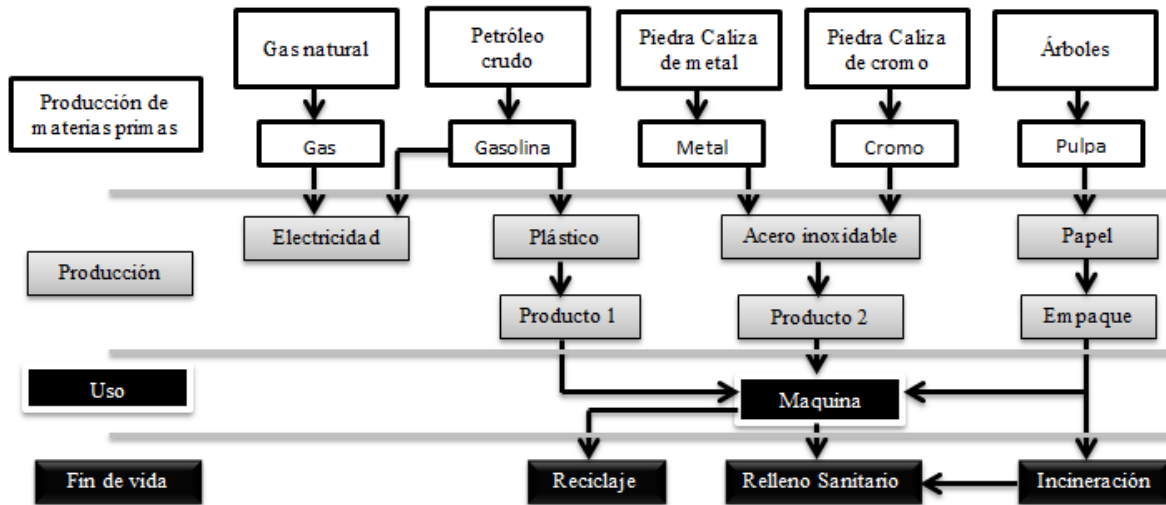 Gas natural
Petróleo
crudo
Piedra Caliza
de metal
Piedra Caliza
de cromo
Árboles
Producción de
materias primas
Gas
Gasolina
Metal
Cromo
Pulpa
Electricidad
Plástico
Acero inoxidable
Papel
Producción
Producto 1
Producto 2
Empaque
Uso
Maquina
Fin de vida
Reciclaje
Relleno Sanitario
Incineración